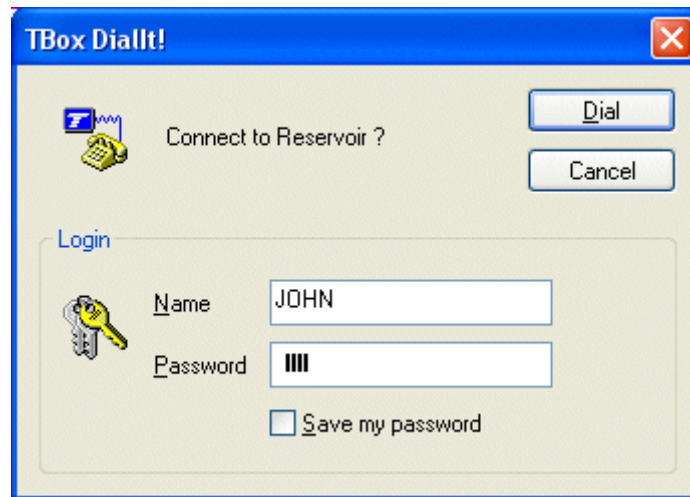 TBox DialIt!
Connect to Reservoir ?
Dial
Cancel
Login
Name
JOHN
Password
Save my password